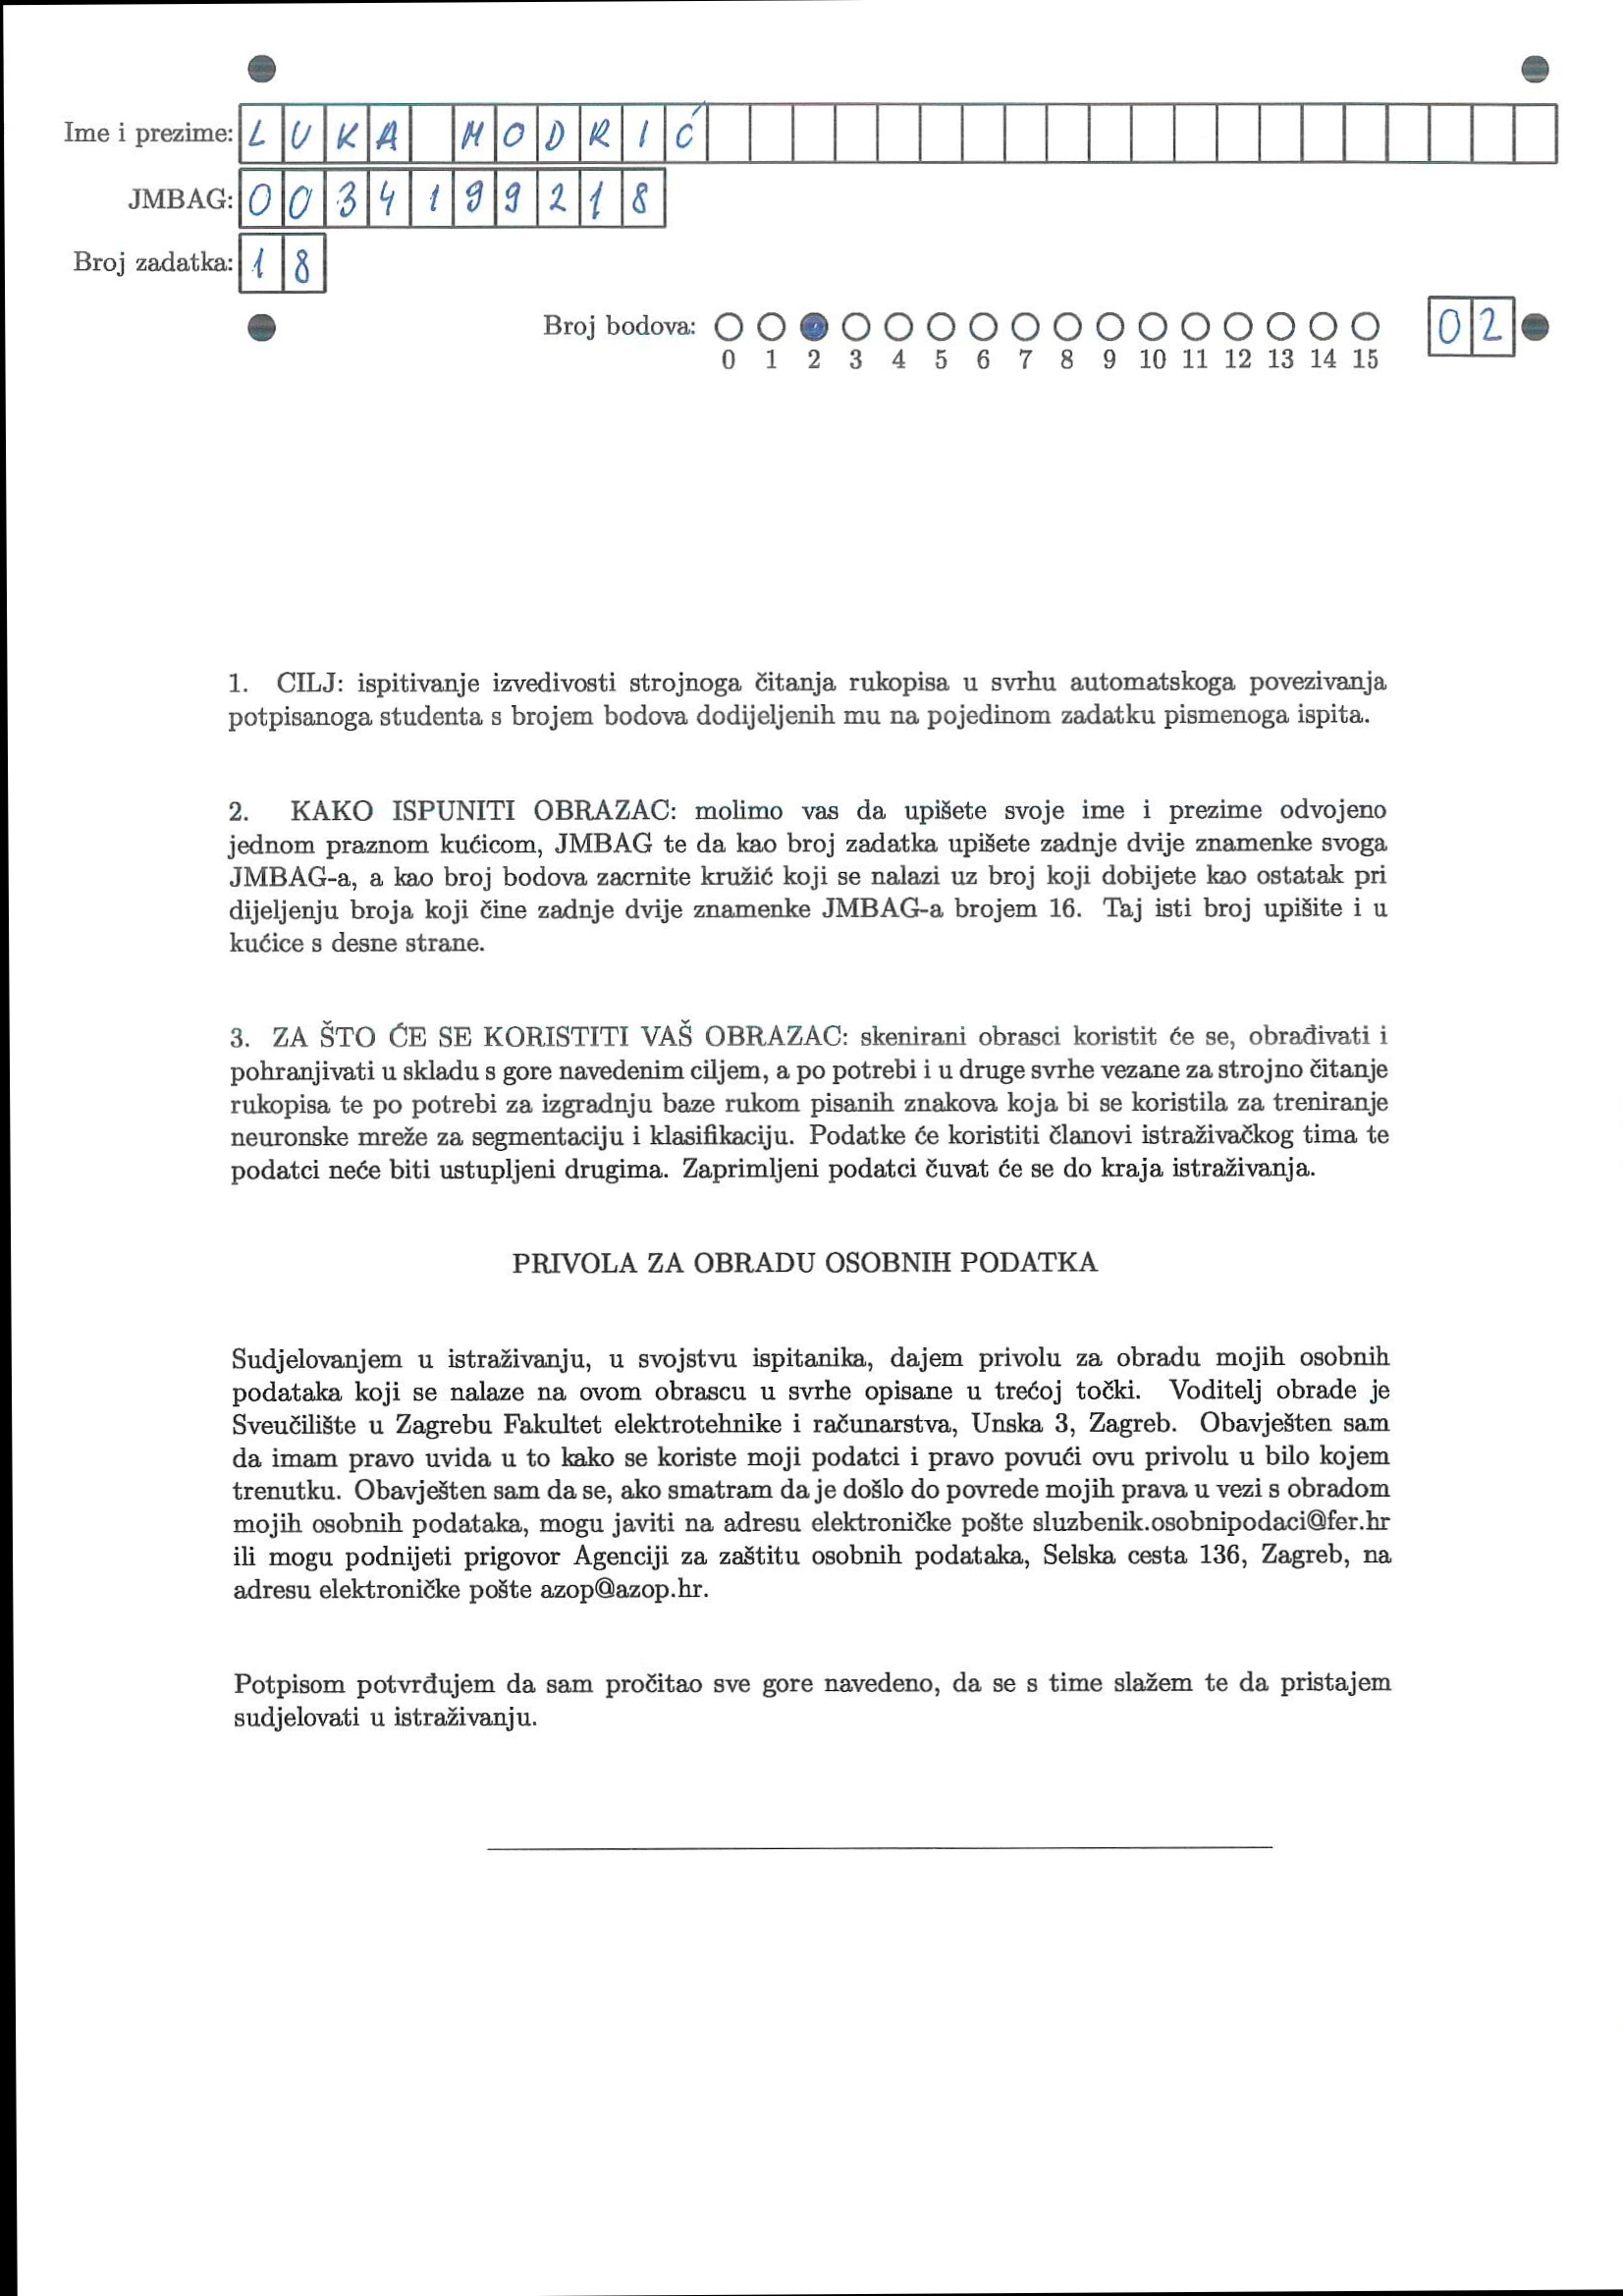 Ime i prezime: LUKA MODRIĆ
JMBAG: 0034199218
Broj zadatka: 18
Broj bodova: 02
0 1 2 3 4 5 6 7 8 9 10 11 12 13 14 15
1. CILJ: ispitivanje izvedivosti strojnoga čitanja rukopisa u svrhu automatskoga povezivanja
potpisanoga studenta s brojem bodova dodijeljenih mu na pojedinom zadatku pismenoga ispita.
2. KAKO ISPUNITI OBRAZAC: molimo vas da upišete svoje ime i prezime odvojeno
jednom praznom kućicom, JMBAG te da kao broj zadatka upišete zadnje dvije znamenke svoga
JMBAG-a, a kao broj bodova zacrnite kružić koji se nalazi uz broj koji dobijete kao ostatak pri
dijeljenju broja koji čine zadnje dvije znamenke JMBAG-a brojem 16. Taj isti broj upišite i u
kućice s desne strane.
3. ZA ŠTO ĆE SE KORISTITI VAŠ OBRAZAC: skenirani obrasci koristit će se, obrađivati i
pohranjivati u skladu s gore navedenim ciljem, a po potrebi i u druge svrhe vezane za strojno čitanje
rukopisa te po potrebi za izgradnju baze rukom pisanih znakova koja bi se koristila za treniranje
neuronske mreže za segmentaciju i klasifikaciju. Podatke će koristiti članovi istraživačkog tima te
podatci neće biti ustupljeni drugima. Zaprimljeni podatci čuvat će se do kraja istraživanja.
PRIVOLA ZA OBRADU OSOBNIH PODATKA
Sudjelovanjem u istraživanju, u svojstvu ispitanika, dajem privolu za obradu mojih osobnih
podataka koji se nalaze na ovom obrascu u svrhe opisane u trećoj točki. Voditelj obrade je
Sveučilište u Zagrebu Fakultet elektrotehnike i računarstva, Unska 3, Zagreb. Obavješten sam
da imam pravo uvida u to kako se koriste moji podatci i pravo povući ovu privolu u bilo kojem
trenutku. Obavješten sam da se, ako smatram da je došlo do povrede mojih prava u vezi s obradom
mojih osobnih podataka, mogu javiti na adresu elektroničke pošte sluzbenik.osobnipodaci@fer.hr
ili mogu podnijeti prigovor Agenciji za zaštitu osobnih podataka, Selska cesta 136, Zagreb, na
adresu elektroničke pošte azop@azop.hr.
Potpisom potvrđujem da sam pročitao sve gore navedeno, da se s time slažem te da pristajem
sudjelovati u istraživanju.